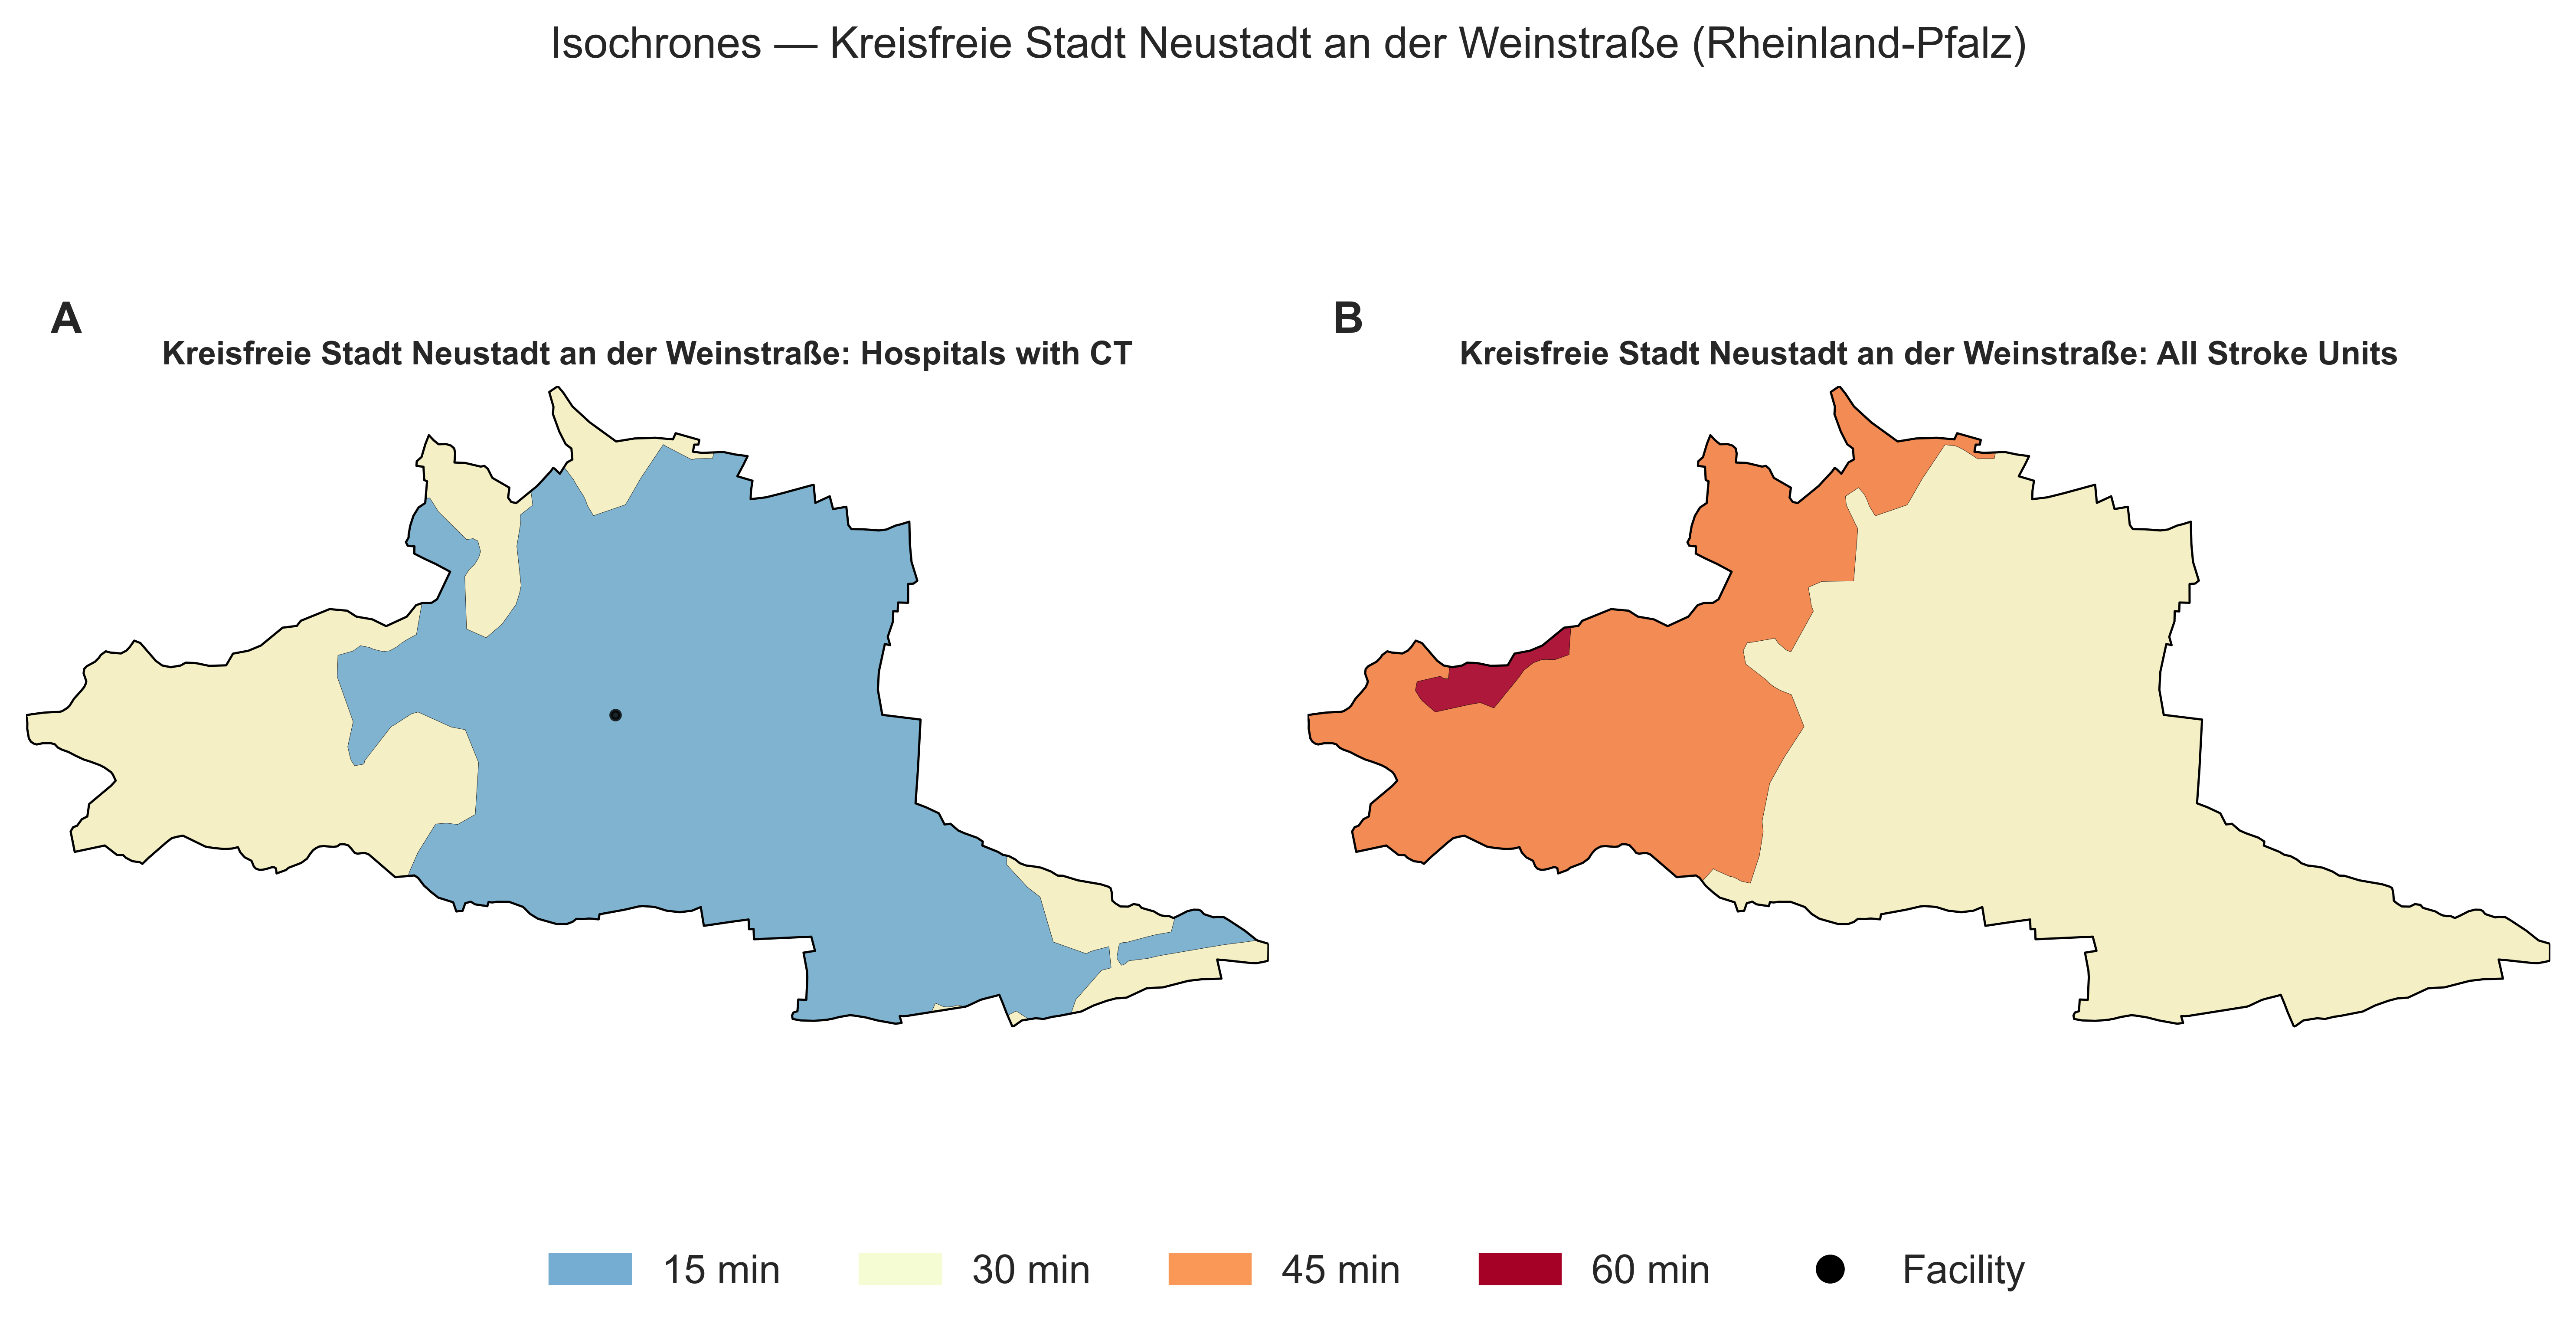 Isochrones — Kreisfreie Stadt Neustadt an der Weinstraße (Rheinland-Pfalz)
A
Kreisfreie Stadt Neustadt an der Weinstraße: Hospitals with CT
B
Kreisfreie Stadt Neustadt an der Weinstraße: All Stroke Units
15 min
30 min
45 min
60 min
Facility